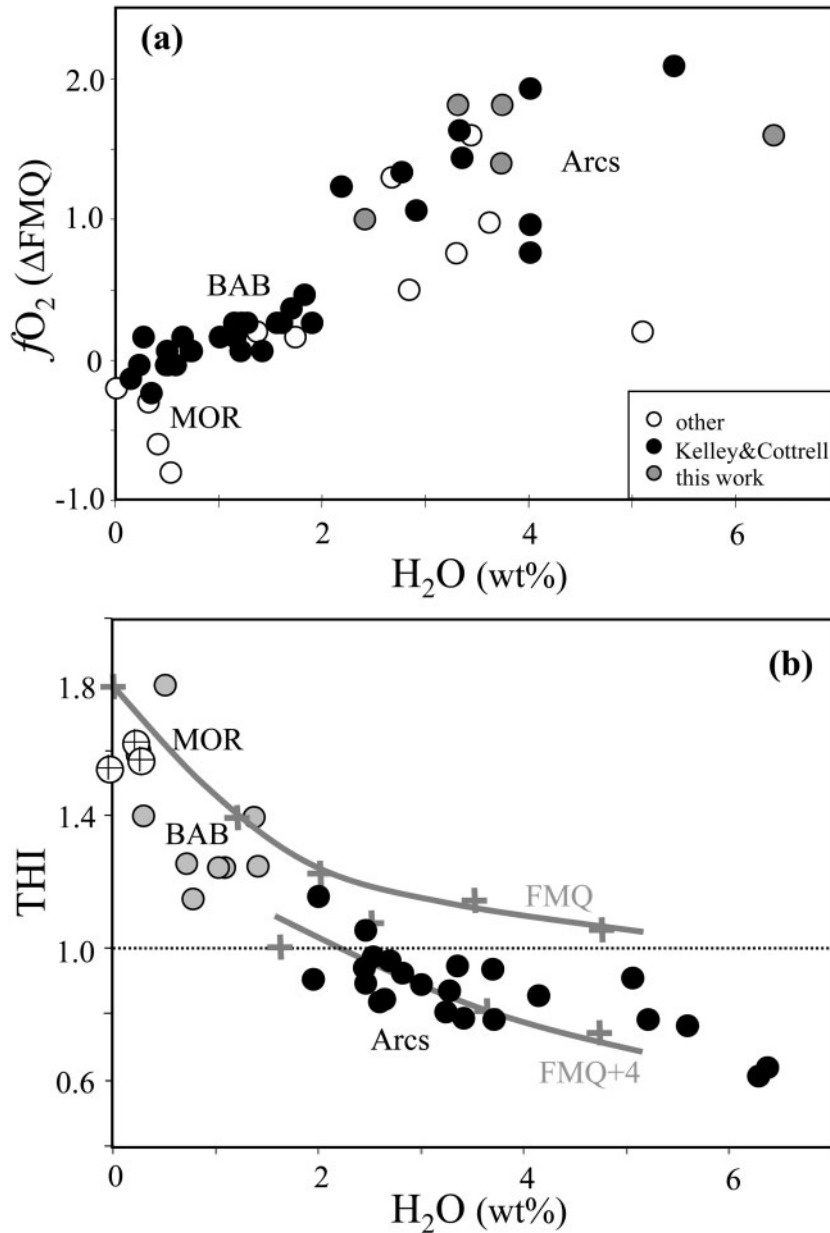 (a)
2.0
1.0
0
-1.0
fO₂ (ΔFMQ)
Arcs
BAB
MOR
other
Kelley&Cottrell
this work
0 2 4 6
H₂O (wt%)
(b)
1.8
1.4
1.0
0.6
THI
MOR
BAB
FMQ
Arcs
FMQ+4
0 2 4 6
H₂O (wt%)